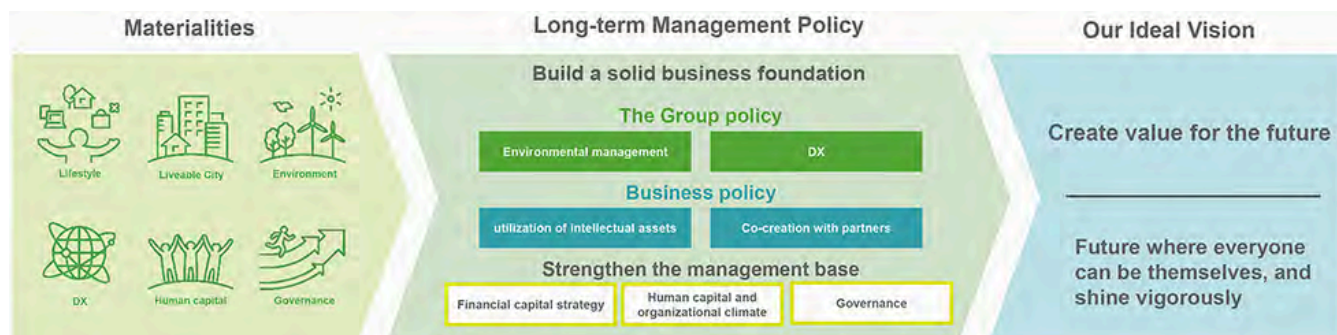 Materialities
Lifestyle
Liveable City
Environment
DX
Human capital
Governance
Long-term Management Policy
Build a solid business foundation
The Group policy
Environmental management
DX
Business policy
utilization of intellectual assets
Co-creation with partners
Strengthen the management base
Financial capital strategy
Human capital and
organizational climate
Governance
Our Ideal Vision
Create value for the future
Future where everyone
can be themselves, and
shine vigorously